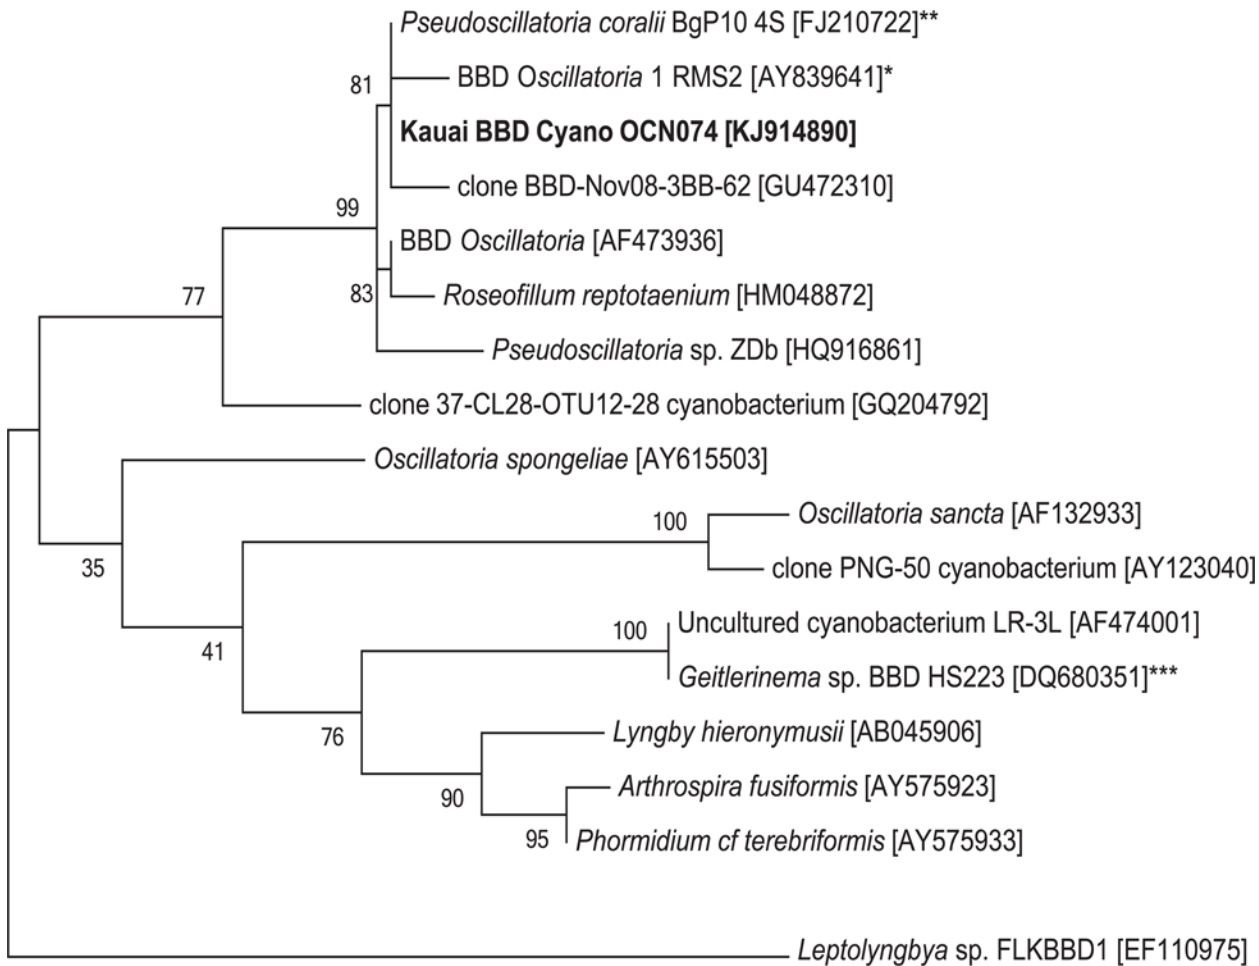 Pseudoscillatoria coralii BgP10 4S [FJ210722]**
81
BBD Oscillatoria 1 RMS2 [AY839641]*
Kauai BBD Cyano OCN074 [KJ914890]
clone BBD-Nov08-3BB-62 [GU472310]
99
BBD Oscillatoria [AF473936]
77
83
Roseofillum reptotaenium [HM048872]
Pseudoscillatoria sp. ZDb [HQ916861]
clone 37-CL28-OTU12-28 cyanobacterium [GQ204792]
Oscillatoria spongeliae [AY615503]
100
Oscillatoria sancta [AF132933]
35
clone PNG-50 cyanobacterium [AY123040]
100
Uncultured cyanobacterium LR-3L [AF474001]
41
Geitlerinema sp. BBD HS223 [DQ680351]***
76
Lyngby hieronymusii [AB045906]
90
Arthrospira fusiformis [AY575923]
95
Phormidium cf terebriformis [AY575933]
Leptolyngbya sp. FLKBBD1 [EF110975]